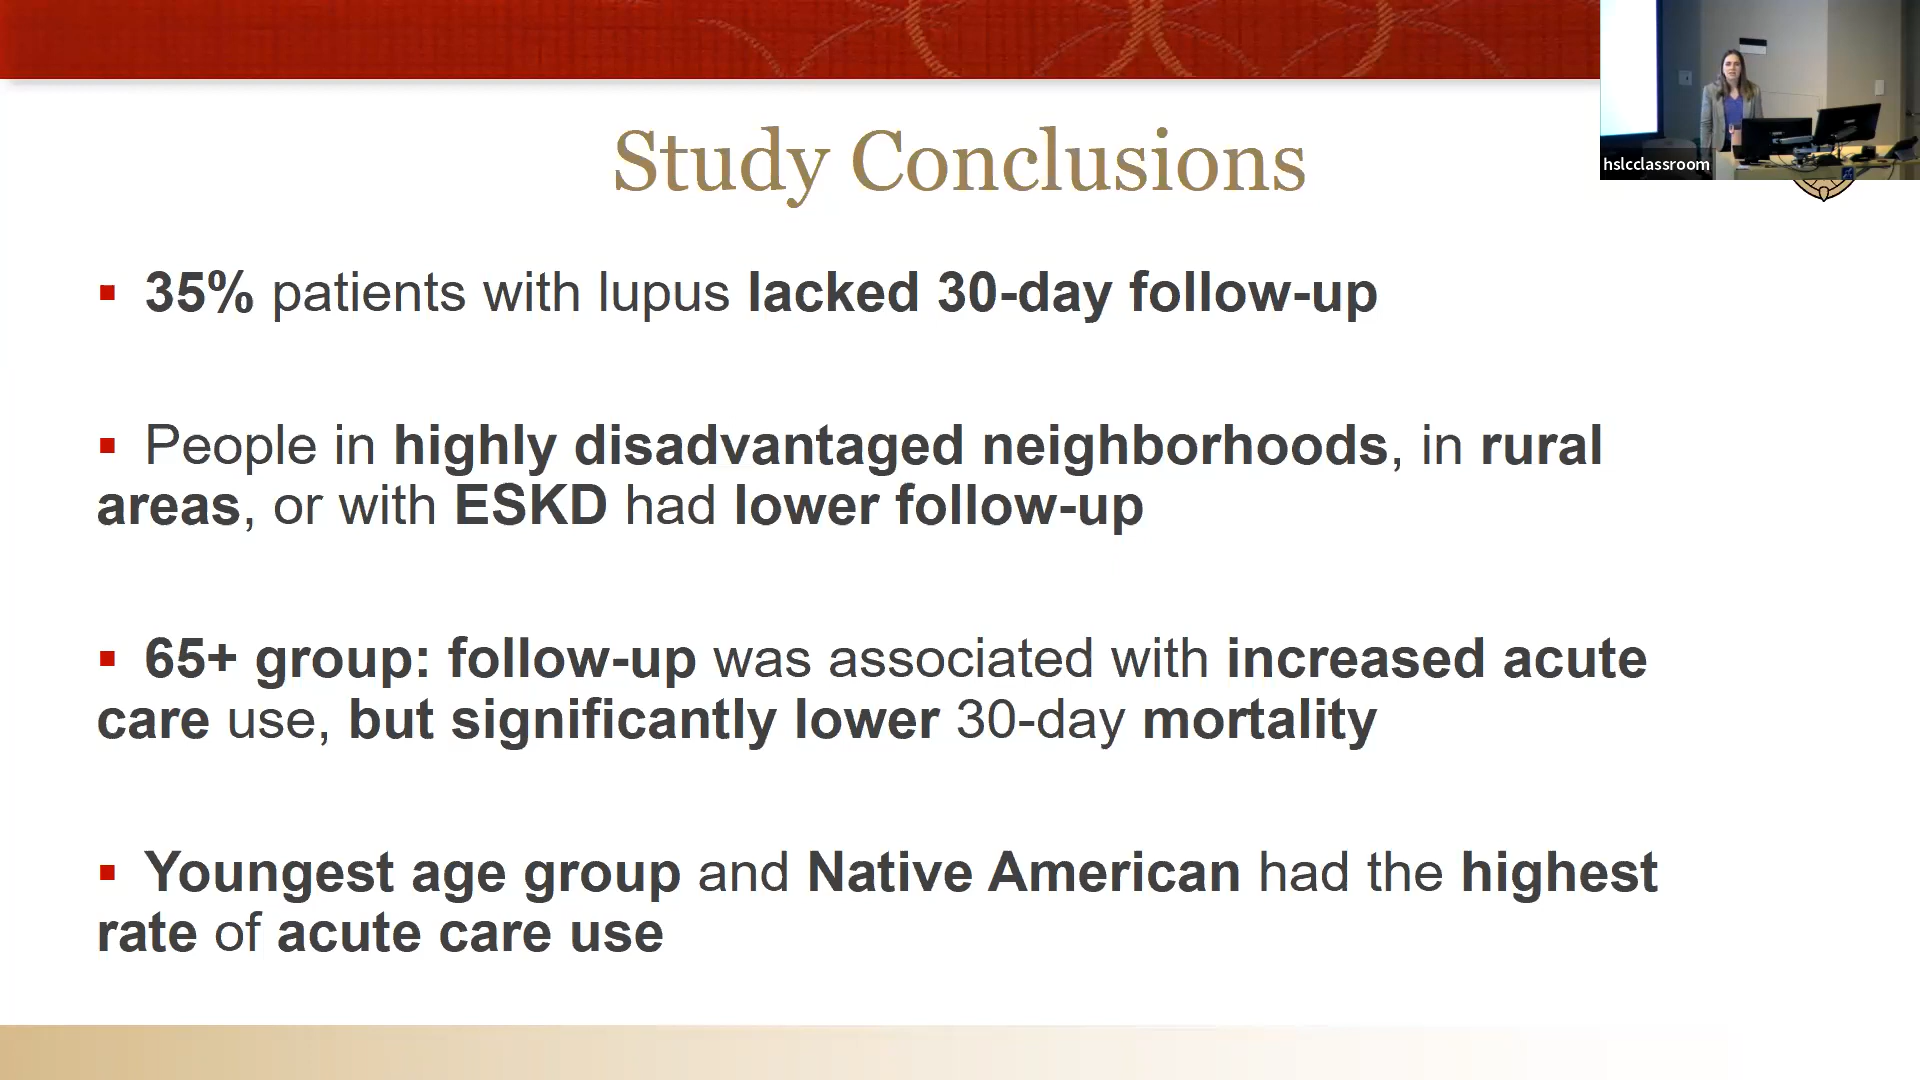 Study Conclusions
hslcclassroom
▪ 35% patients with lupus lacked 30-day follow-up
▪ People in highly disadvantaged neighborhoods, in rural
areas, or with ESKD had lower follow-up
▪ 65+ group: follow-up was associated with increased acute
care use, but significantly lower 30-day mortality
▪ Youngest age group and Native American had the highest
rate of acute care use